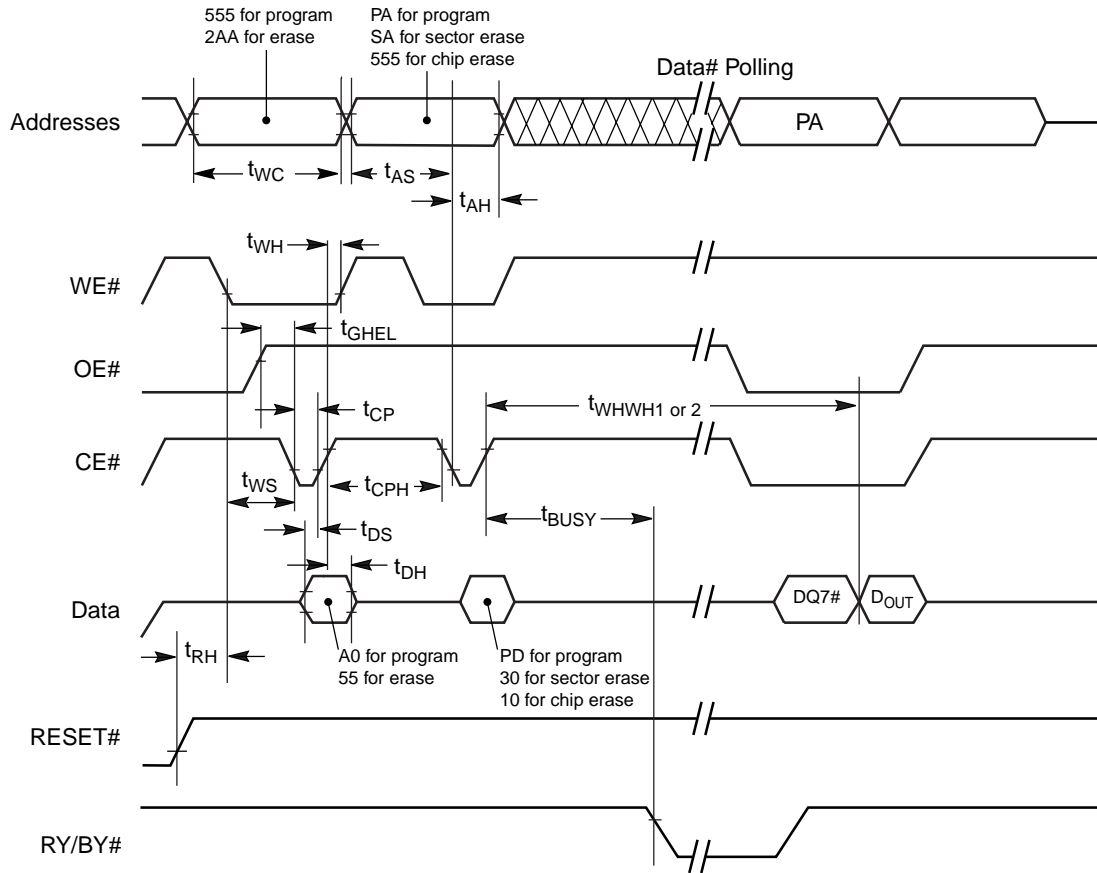 555 for program
2AA for erase
PA for program
SA for sector erase
555 for chip erase
Data# Polling
Addresses
PA
tWC
tAS
tAH
tWH
WE#
tGHEL
OE#
tCP
tWHWH1 or 2
CE#
tWS
tCPH
tBUSY
tDS
tDH
Data
DQ7#
DOUT
tRH
A0 for program
55 for erase
PD for program
30 for sector erase
10 for chip erase
RESET#
RY/BY#